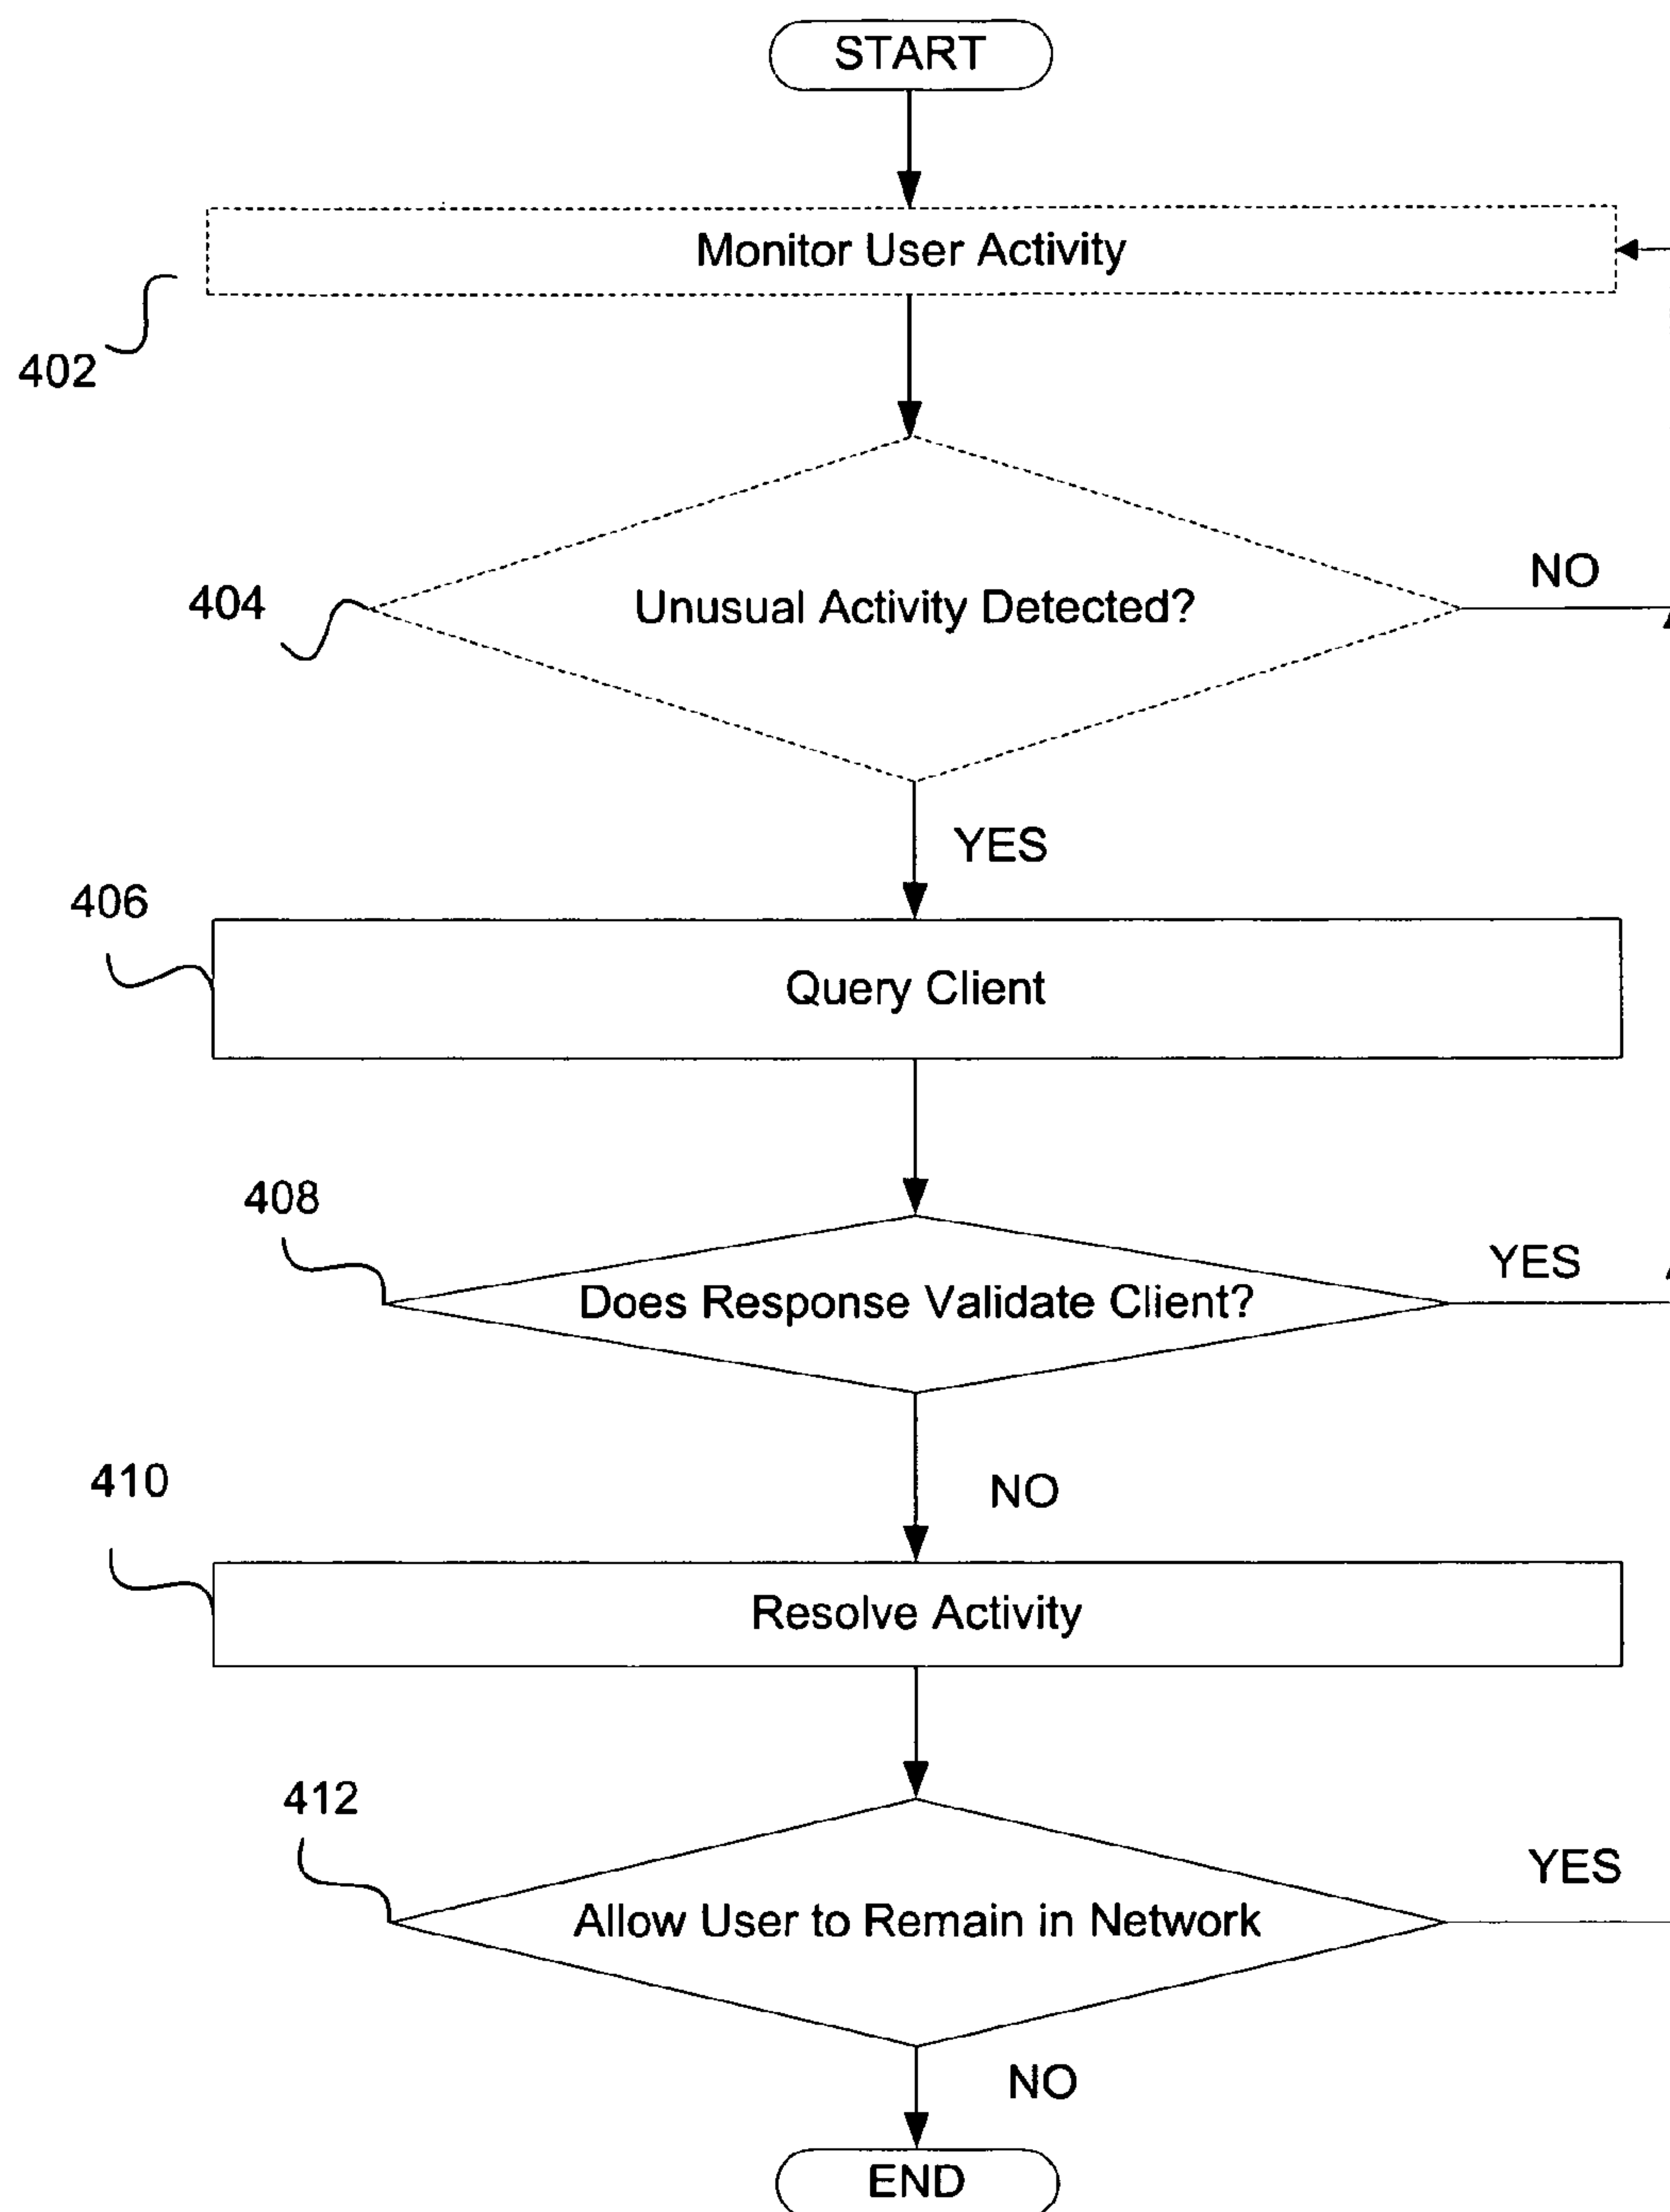 START
Monitor User Activity
402
NO
404
Unusual Activity Detected?
YES
406
Query Client
408
YES
Does Response Validate Client?
410
NO
Resolve Activity
412
YES
Allow User to Remain in Network
NO
END